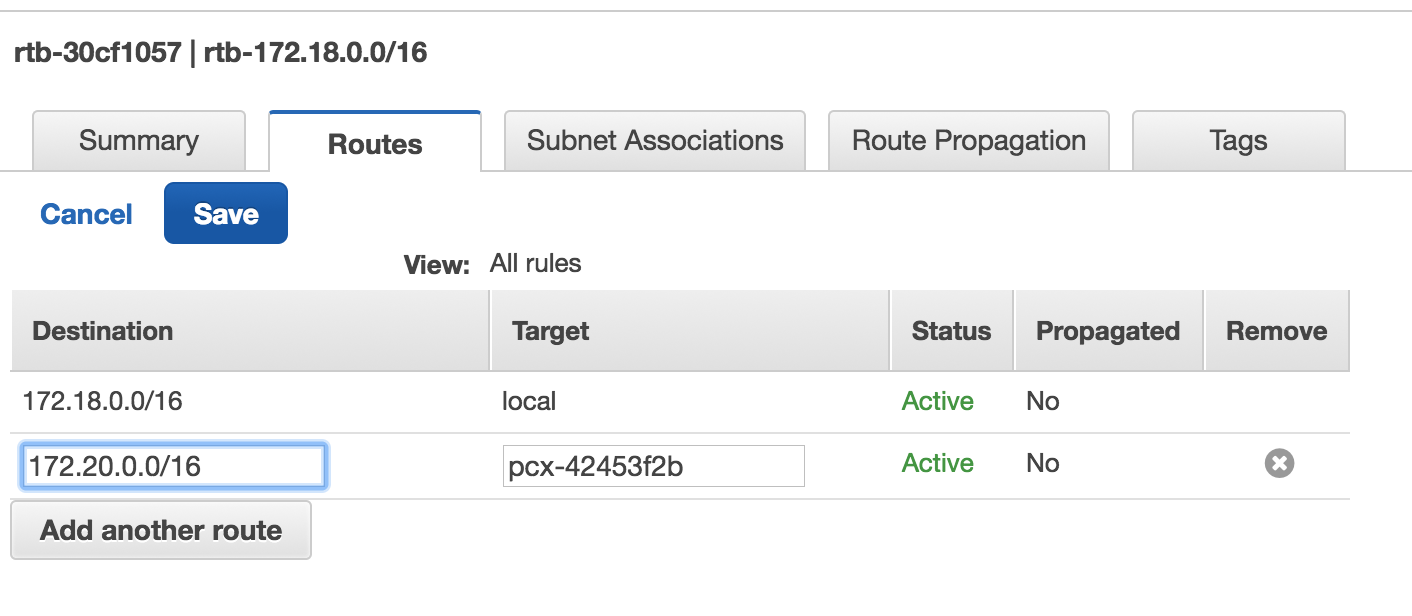 rtb-30cf1057 | rtb-172.18.0.0/16
Summary Routes Subnet Associations Route Propagation Tags
Cancel Save
View: All rules
Destination Target Status Propagated Remove
172.18.0.0/16 local Active No
172.20.0.0/16 pcx-42453f2b Active No
Add another route